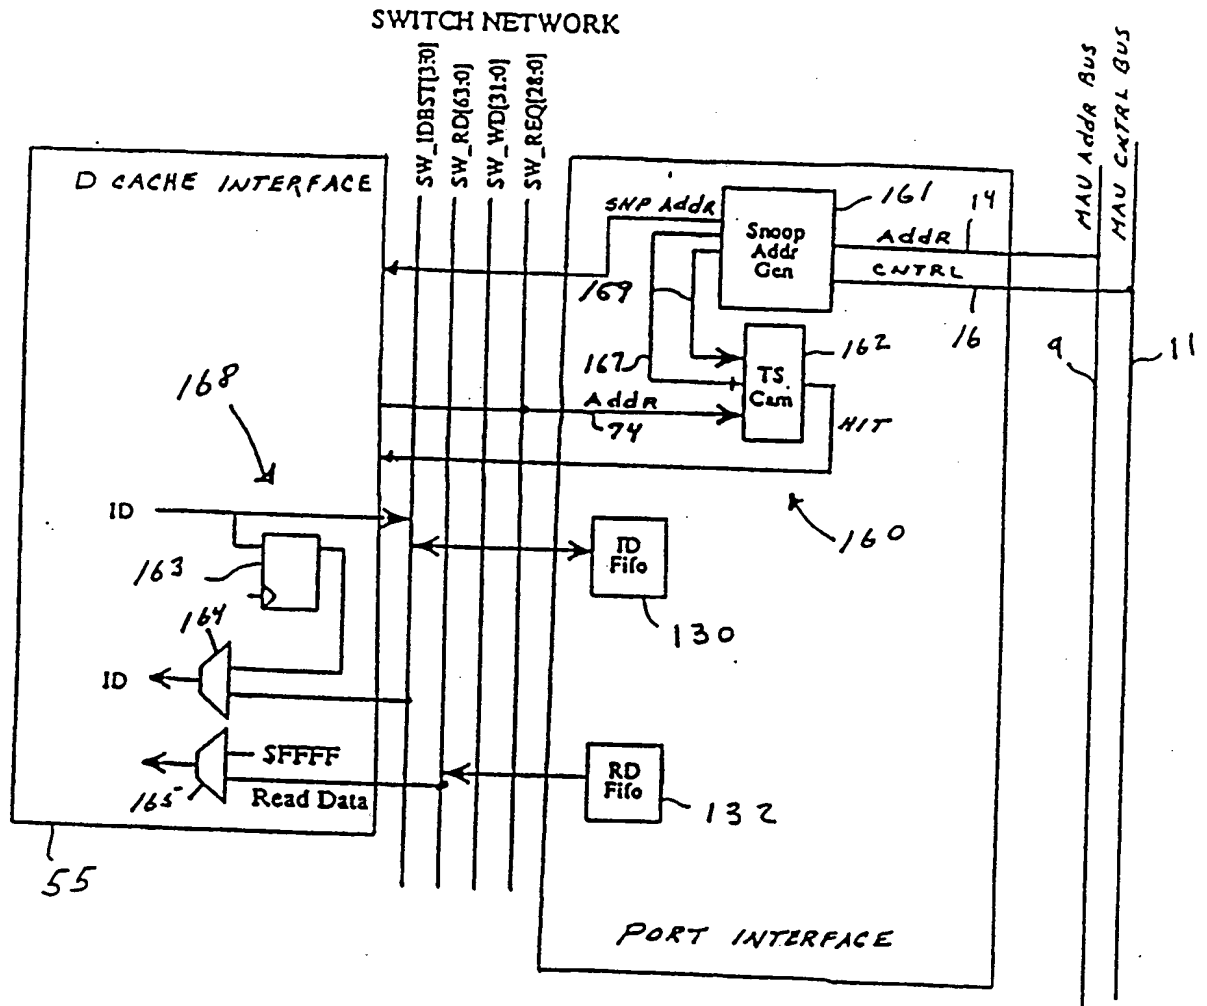 SWITCH NETWORK
SW_IDBST[3:0]
SW_RD[63:0]
SW_WD[31:0]
SW_REQ[28:0]
MAU Addr Bus
MAU CNTRL Bus
D CACHE INTERFACE
SNP Addr
Snoop
Addr
Gen
161
14
Addr
CNTRL
169
16
9
11
167
TS.
Cam
162
168
Addr
74
HIT
ID
ID
Fifo
160
163
130
164
ID
SFFFF
165
Read Data
RD
Fifo
132
55
PORT INTERFACE